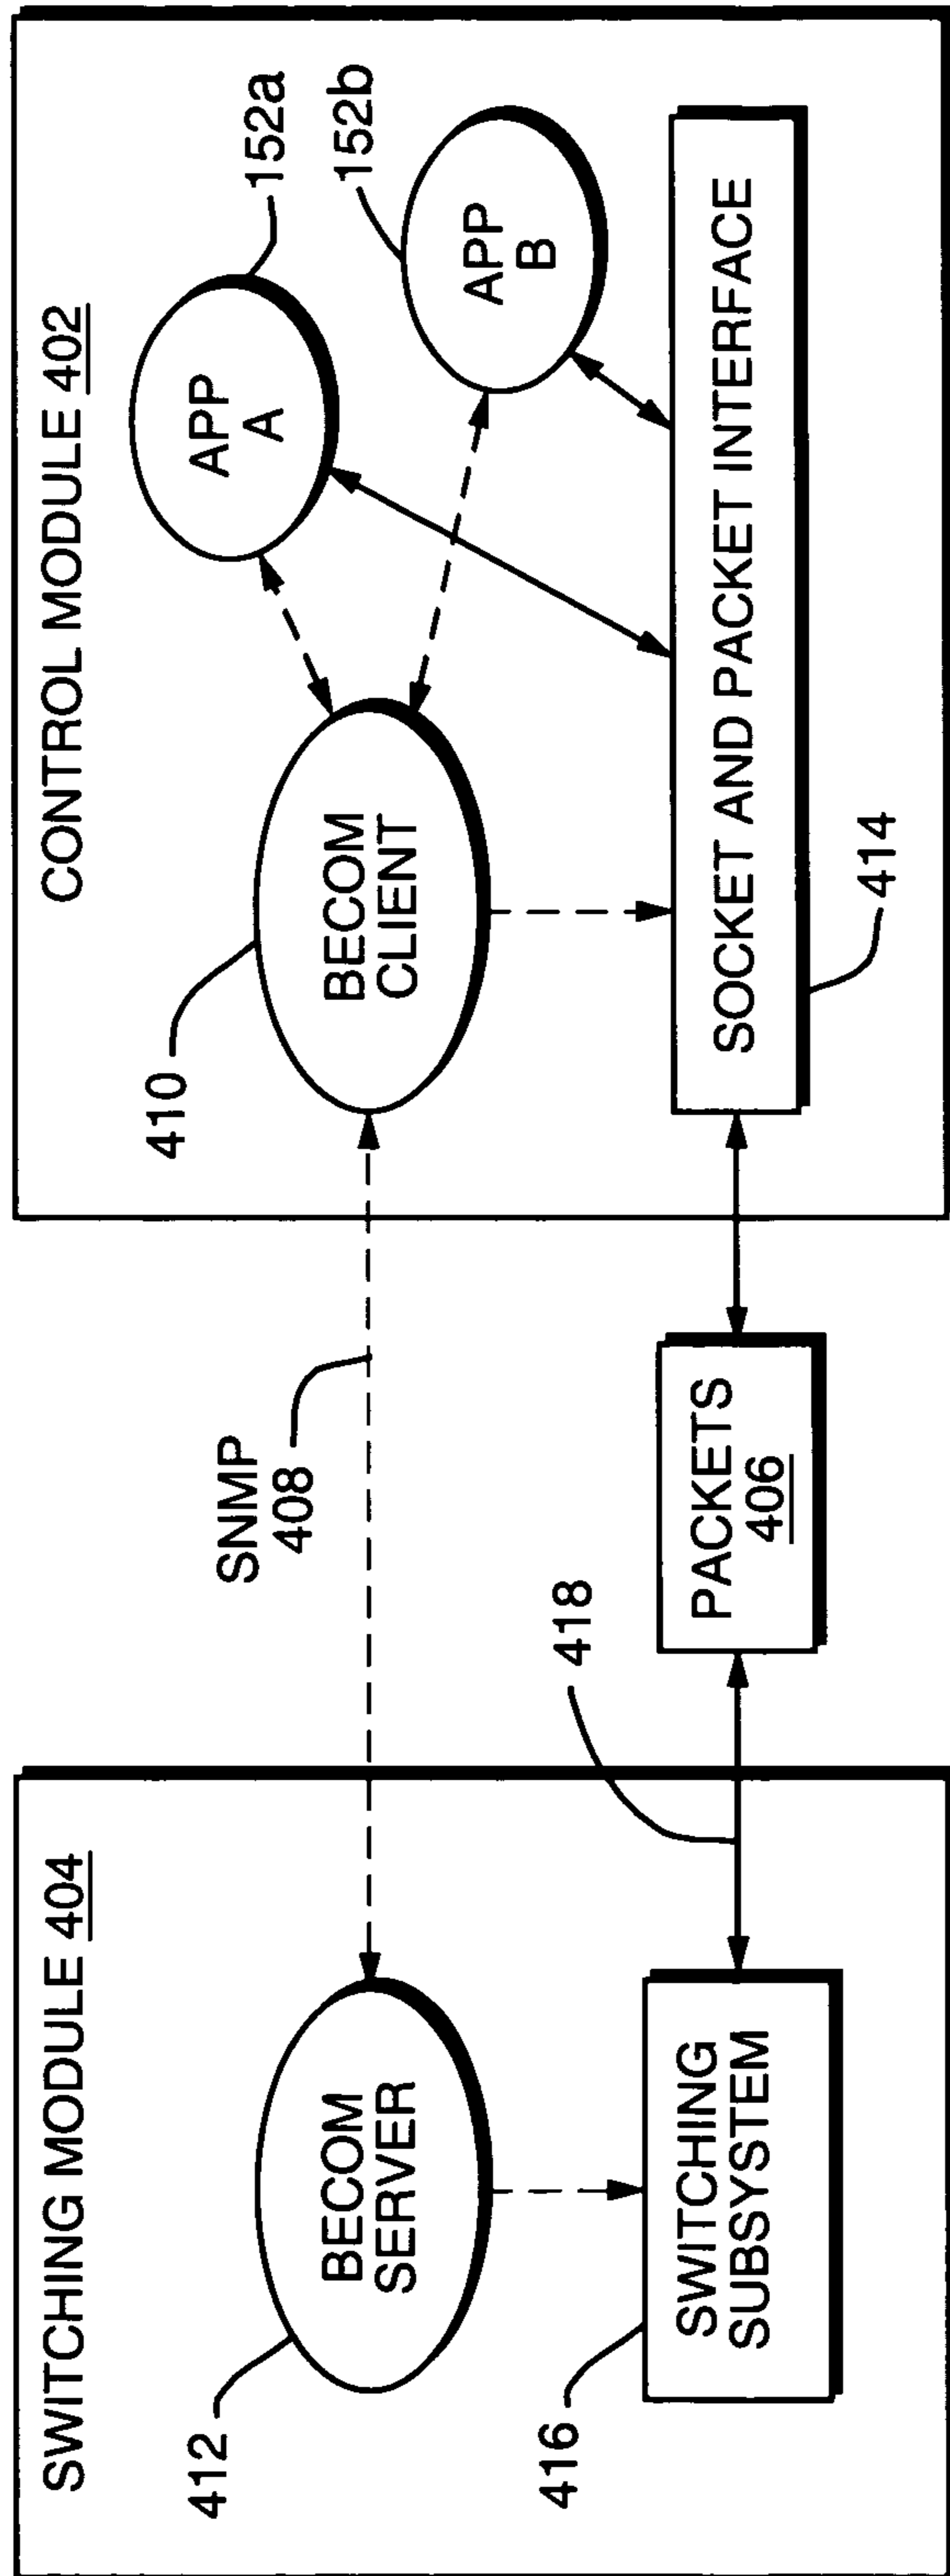 SWITCHING MODULE 404
412
BECOM
SERVER
416
SWITCHING
SUBSYSTEM
SNMP
408
418
PACKETS
406
CONTROL MODULE 402
410
BECOM
CLIENT
APP
A
152a
APP
B
152b
SOCKET AND PACKET INTERFACE
414